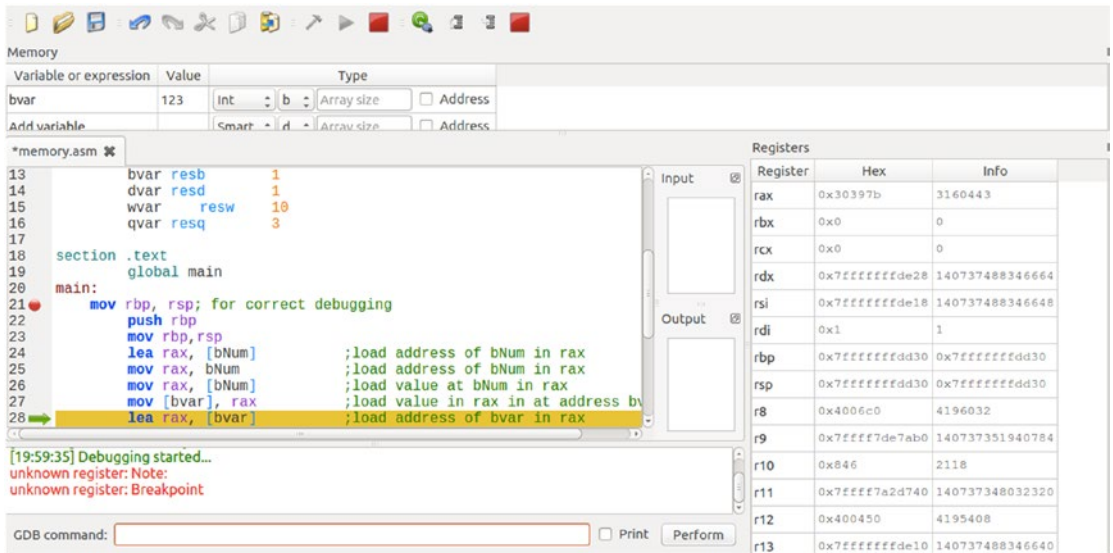 Memory
Variable or expression Value Type
bvar 123 Int b Array size Address
Add variable Smart d Array size Address
*memory.asm
13 bvar resb 1
14 dvar resd 1
15 wvar resw 10
16 qvar resq 3
17
18 section .text
19 global main
20 main:
21 mov rbp, rsp; for correct debugging
22 push rbp
23 mov rbp,rsp
24 lea rax, [bNum] ;load address of bNum in rax
25 mov rax, bNum ;load address of bNum in rax
26 mov rax, [bNum] ;load value at bNum in rax
27 mov [bvar], rax ;load value in rax in at address bv
28 lea rax, [bvar] ;load address of bvar in rax
Input
Output
[19:59:35] Debugging started...
unknown register: Note:
unknown register: Breakpoint
GDB command: Print Perform
Registers
Register Hex Info
rax 0x30397b 3160443
rbx 0x0 0
rcx 0x0 0
rdx 0x7fffffffde28 140737488346664
rsi 0x7fffffffde18 140737488346648
rdi 0x1 1
rbp 0x7fffffffdd30 0x7fffffffdd30
rsp 0x7fffffffdd30 0x7fffffffdd30
r8 0x4006c0 4196032
r9 0x7ffff7de7ab0 140737351940784
r10 0x846 2118
r11 0x7ffff7a2d740 140737348032320
r12 0x400450 4195408
r13 0x7fffffffde10 140737488346640